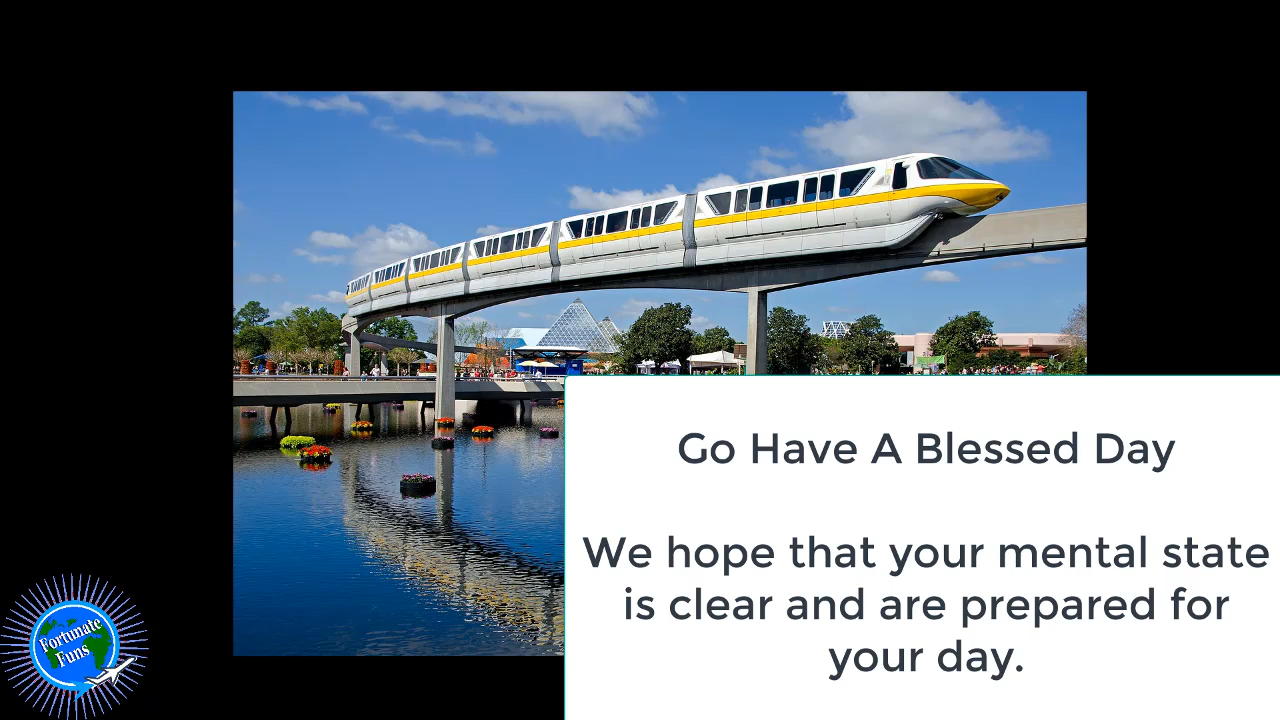 Go Have A Blessed Day
We hope that your mental state
is clear and are prepared for
your day.
Fortunate
Funs